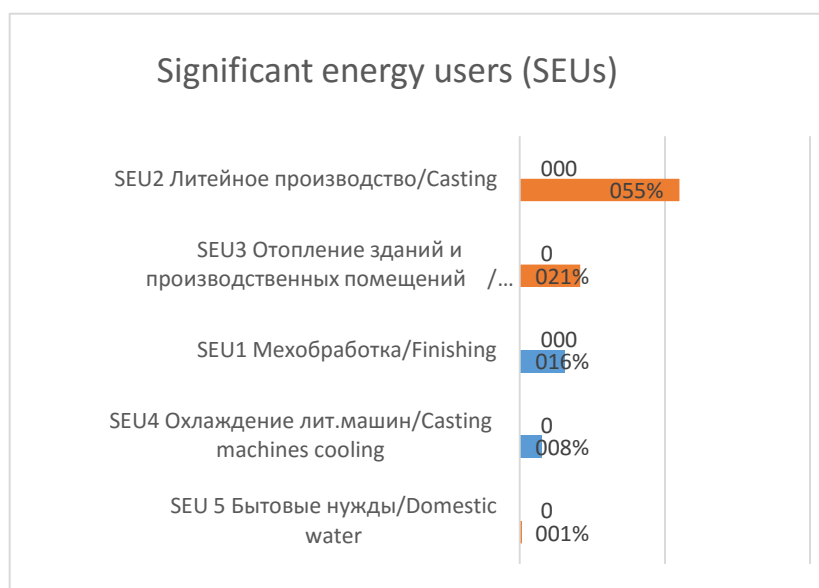 Significant energy users (SEUs)
000
SEU2 Литейное производство/Casting
055%
SEU3 Отопление зданий и
0
производственных помещений /...
021%
000
SEU1 Мехобработка/Finishing
016%
SEU4 Охлаждение лит.машин/Casting
0
machines cooling
008%
SEU 5 Бытовые нужды/Domestic
0
water
001%